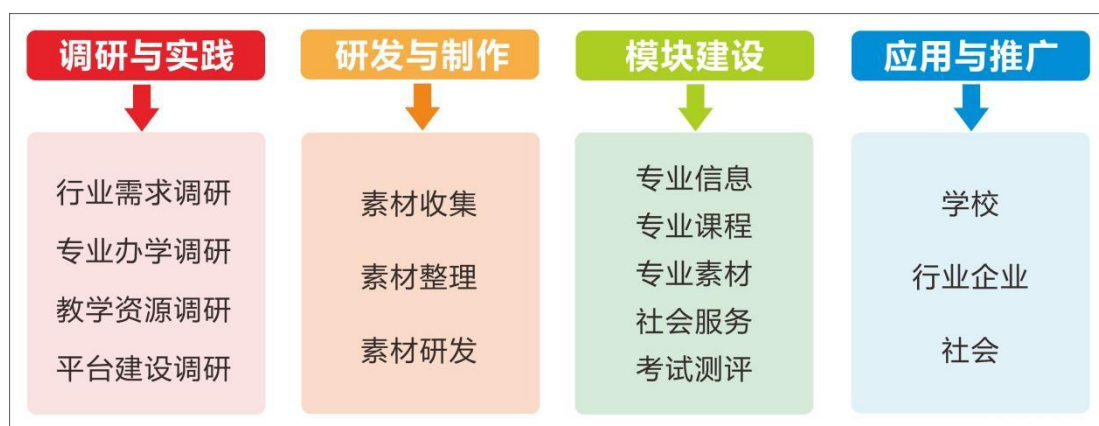 调研与实践
行业需求调研
专业办学调研
教学资源调研
平台建设调研
研发与制作
素材收集
素材整理
素材研发
模块建设
专业信息
专业课程
专业素材
社会服务
考试测评
应用与推广
学校
行业企业
社会